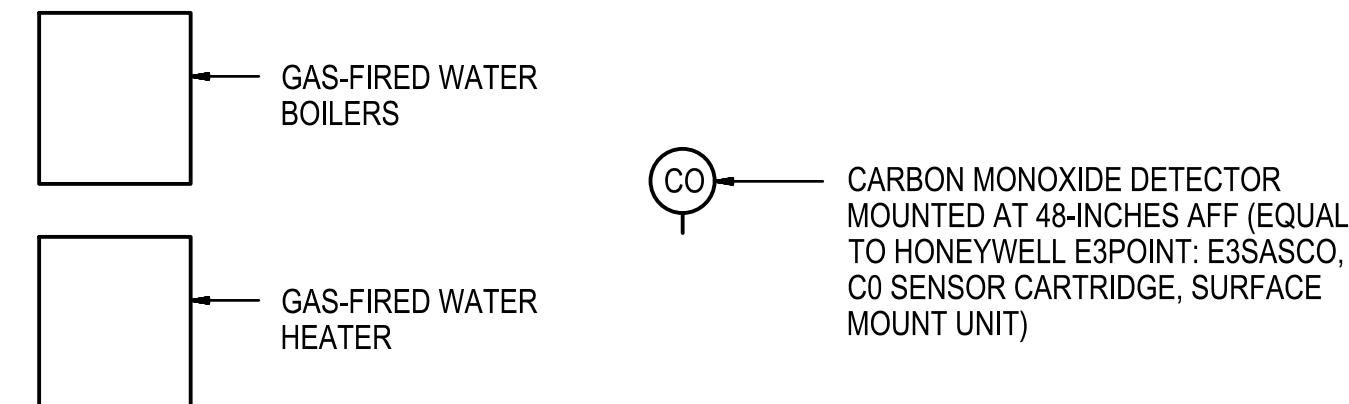 GAS-FIRED WATER
BOILERS
CO
CARBON MONOXIDE DETECTOR
MOUNTED AT 48-INCHES AFF (EQUAL
TO HONEYWELL E3POINT: E3SASCO,
C0 SENSOR CARTRIDGE, SURFACE
MOUNT UNIT)
GAS-FIRED WATER
HEATER